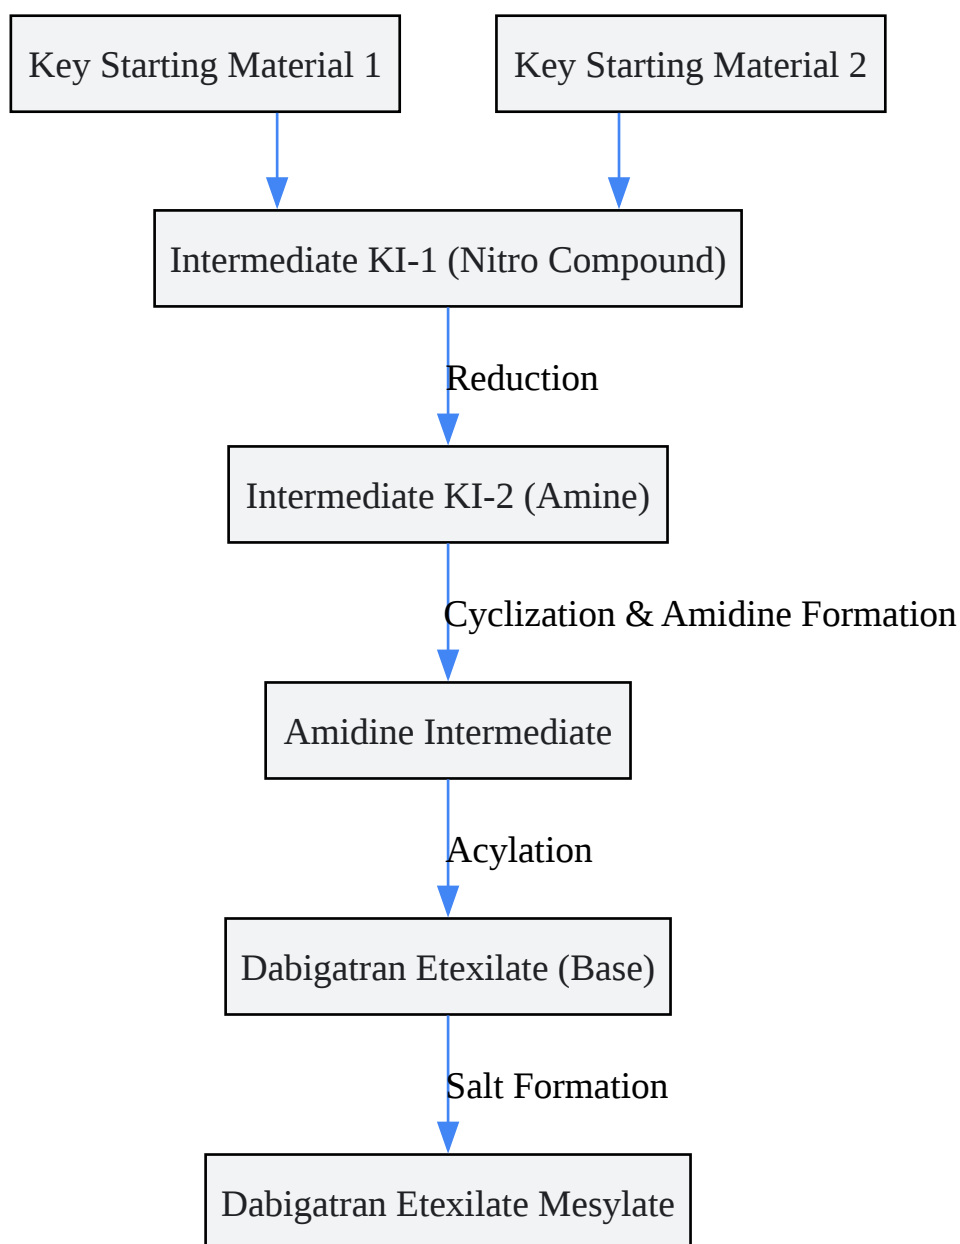 Key Starting Material 1
Key Starting Material 2
Intermediate KI-1 (Nitro Compound)
Reduction
Intermediate KI-2 (Amine)
Cyclization & Amidine Formation
Amidine Intermediate
Acylation
Dabigatran Etexilate (Base)
Salt Formation
Dabigatran Etexilate Mesylate